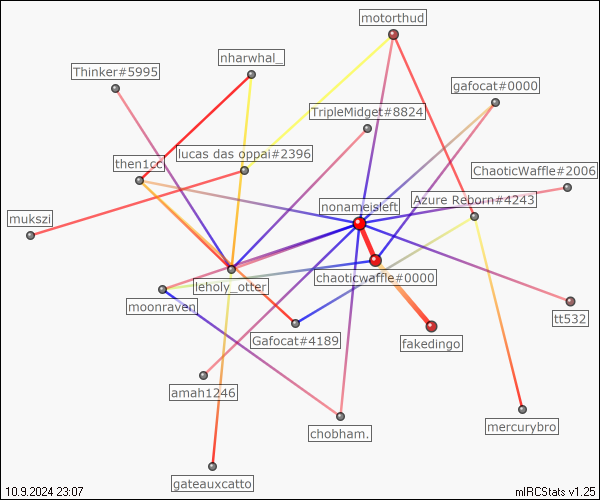 motorthud
nharwhal_
Thinker#5995
gafocat#0000
TripleMidget#8824
lucas das oppai#2396
then1cc
ChaoticWaffle#2006
Azure Reborn#4243
nonameisleft
mukszi
chaoticwaffle#0000
leholy_otter
moonraven
tt532
Gafocat#4189
fakedingo
amah1246
mercurybro
chobham.
gateauxcatto
10.9.2024 23:07
mIRCStats v1.25